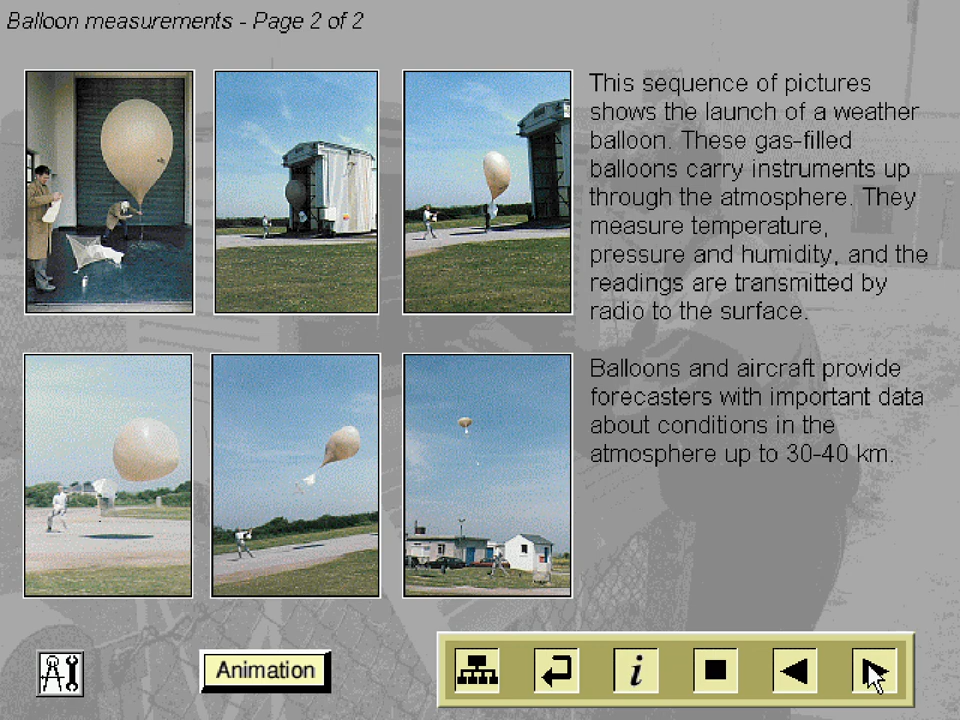 Balloon measurements - Page 2 of 2
This sequence of pictures
shows the launch of a weather
balloon. These gas-filled
balloons carry instruments up
through the atmosphere. They
measure temperature,
pressure and humidity, and the
readings are transmitted by
radio to the surface.
Balloons and aircraft provide
forecasters with important data
about conditions in the
atmosphere up to 30-40 km.
Animation
i